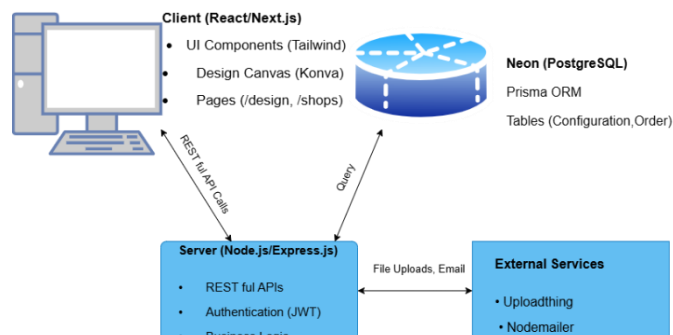 Client (React/Next.js)
• UI Components (Tailwind)
• Design Canvas (Konva)
• Pages (/design, /shops)
Neon (PostgreSQL)
Prisma ORM
Tables (Configuration,Order)
REST ful API Calls
Query
Server (Node.js/Express.js)
• REST ful APIs
• Authentication (JWT)
• Business Logic
File Uploads, Email
External Services
• Uploadthing
• Nodemailer